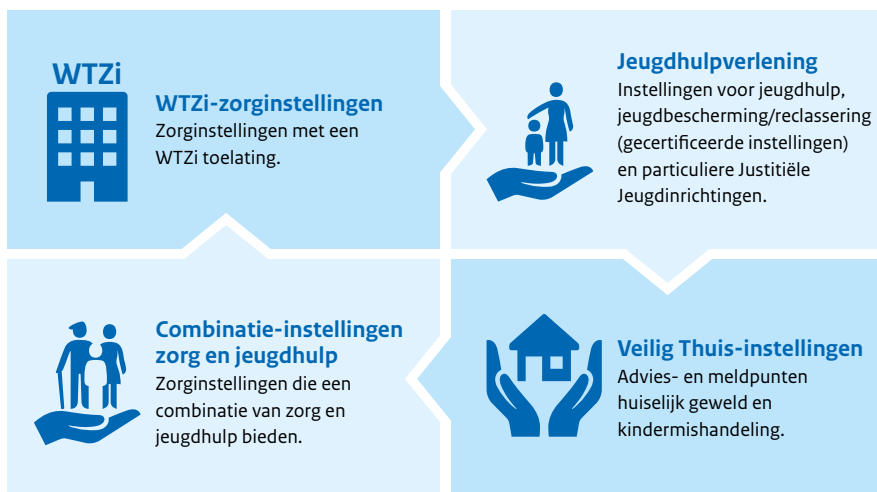 WTZi
WTZi-zorginstellingen
Zorginstellingen met een
WTZi toelating.
Jeugdhulpverlening
Instellingen voor jeugdhulp,
jeugdbescherming/reclassering
(gecertificeerde instellingen)
en particuliere Justitiële
Jeugdinrichtingen.
Combinatie-instellingen
zorg en jeugdhulp
Zorginstellingen die een
combinatie van zorg en
jeugdhulp bieden.
Veilig Thuis-instellingen
Advies- en meldpunten
huiselijk geweld en
kindermishandeling.